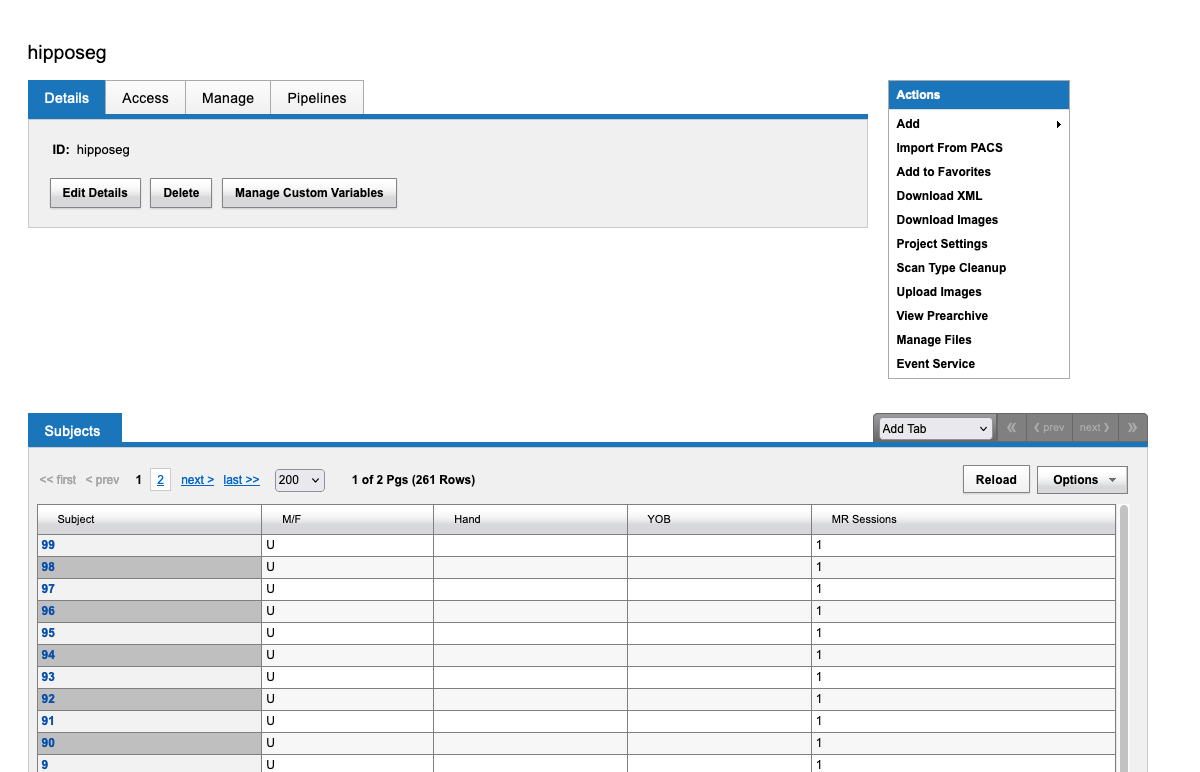 hipposeg
Details Access Manage Pipelines
ID: hipposeg
Edit Details Delete Manage Custom Variables
Actions
Add
Import From PACS
Add to Favorites
Download XML
Download Images
Project Settings
Scan Type Cleanup
Upload Images
View Prearchive
Manage Files
Event Service
Subjects
Add Tab « ❮ prev next ❯ »
<< first < prev 1 2 next > last >> 200 1 of 2 Pgs (261 Rows) Reload Options
Subject M/F Hand YOB MR Sessions
99 U 1
98 U 1
97 U 1
96 U 1
95 U 1
94 U 1
93 U 1
92 U 1
91 U 1
90 U 1
9 U 1